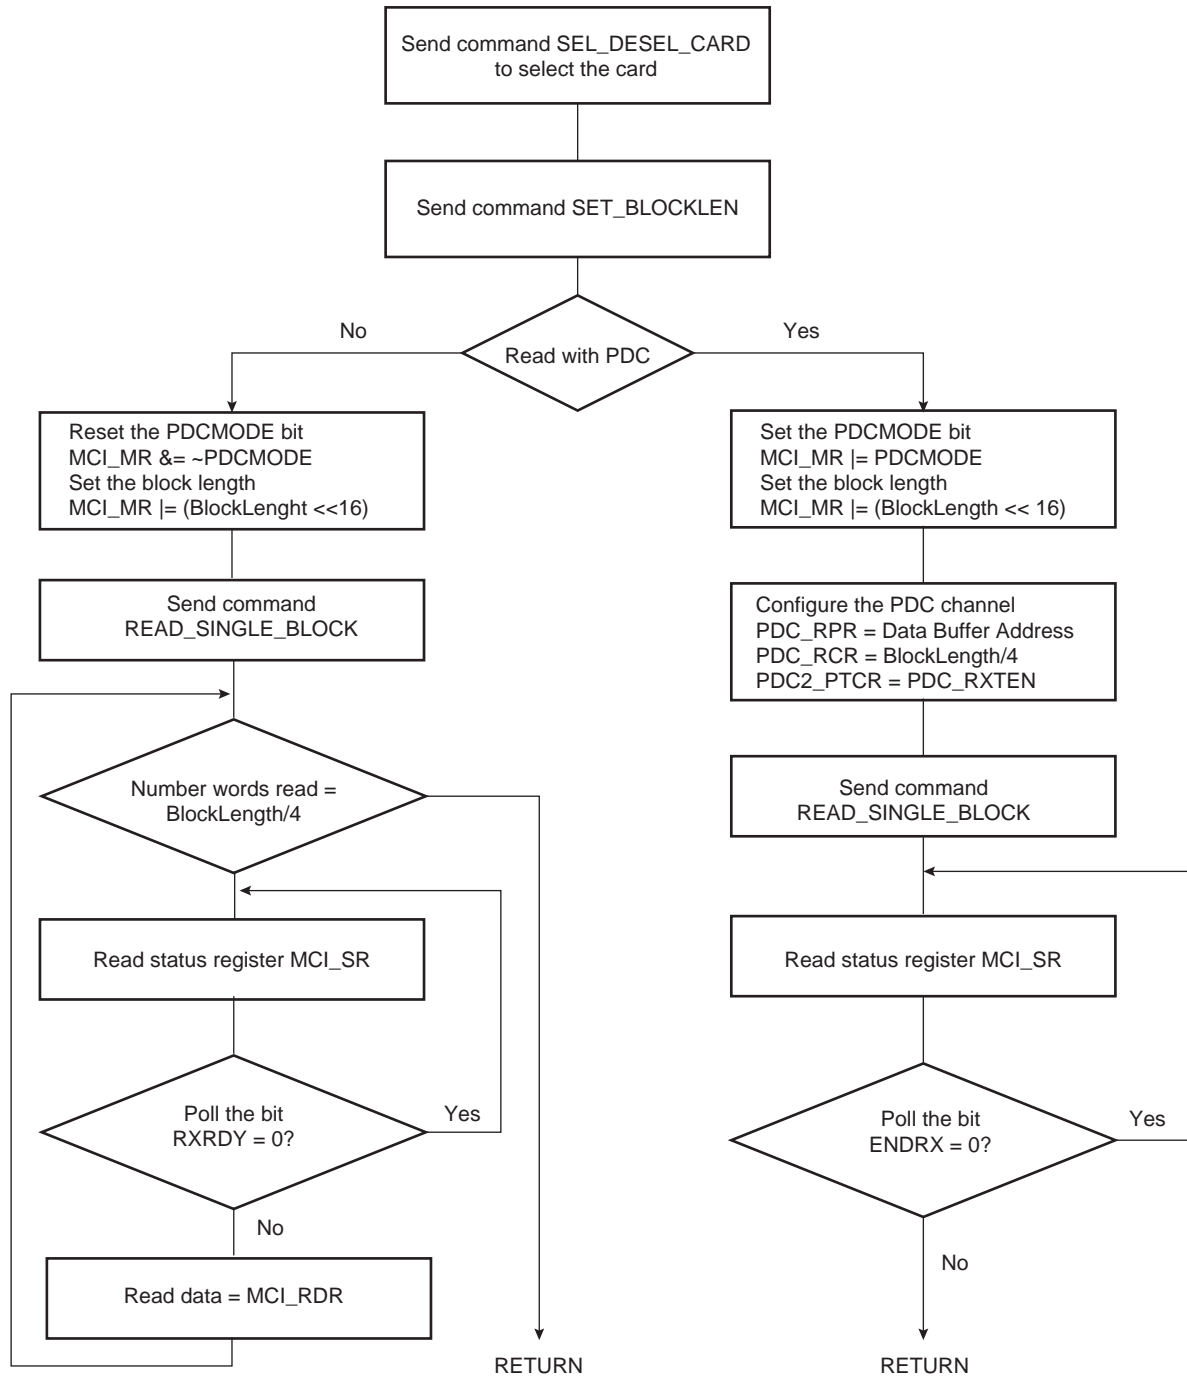 Send command SEL_DESEL_CARD
to select the card
Send command SET_BLOCKLEN
No
Yes
Read with PDC
Reset the PDCMODE bit
MCI_MR &= ~PDCMODE
Set the block length
MCI_MR |= (BlockLenght <<16)
Send command
READ_SINGLE_BLOCK
Number words read =
BlockLength/4
Read status register MCI_SR
Poll the bit
RXRDY = 0?
Yes
No
Read data = MCI_RDR
RETURN
Set the PDCMODE bit
MCI_MR |= PDCMODE
Set the block length
MCI_MR |= (BlockLength << 16)
Configure the PDC channel
PDC_RPR = Data Buffer Address
PDC_RCR = BlockLength/4
PDC2_PTCR = PDC_RXTEN
Send command
READ_SINGLE_BLOCK
Read status register MCI_SR
Poll the bit
ENDRX = 0?
Yes
No
RETURN